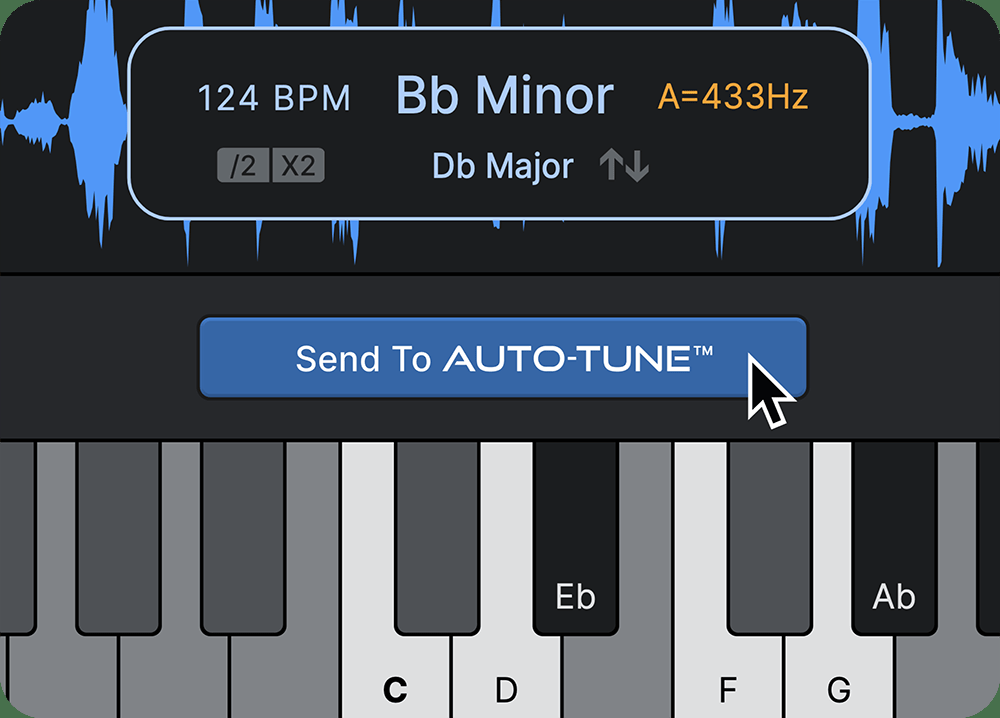 124 BPM Bb Minor A=433Hz
/2 X2 Db Major
Send To AUTO-TUNE™
Eb Ab
C D F G